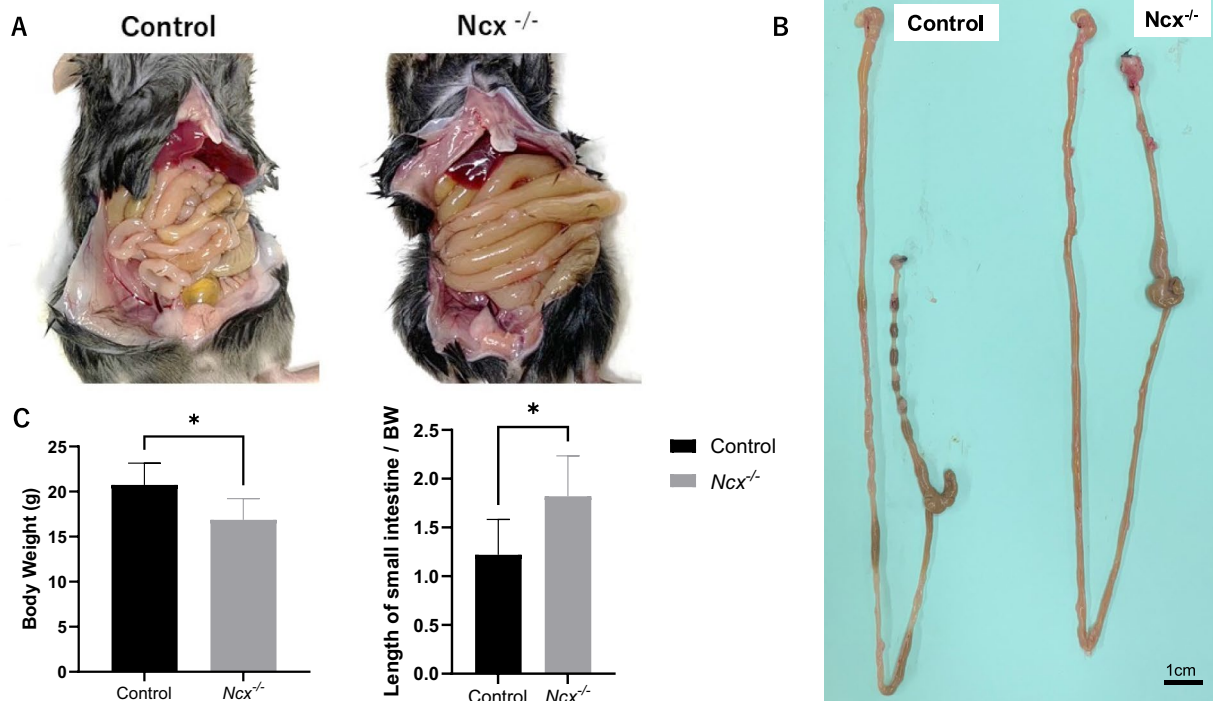 A
Control
Ncx -/-
B
Control
Ncx-/-
1cm
C
*
Body Weight (g)
25
20
15
10
5
0
Control
Ncx-/-
*
Length of small intestine / BW
2.5
2.0
1.5
1.0
0.5
0.0
Control
Ncx-/-
Control
Ncx-/-